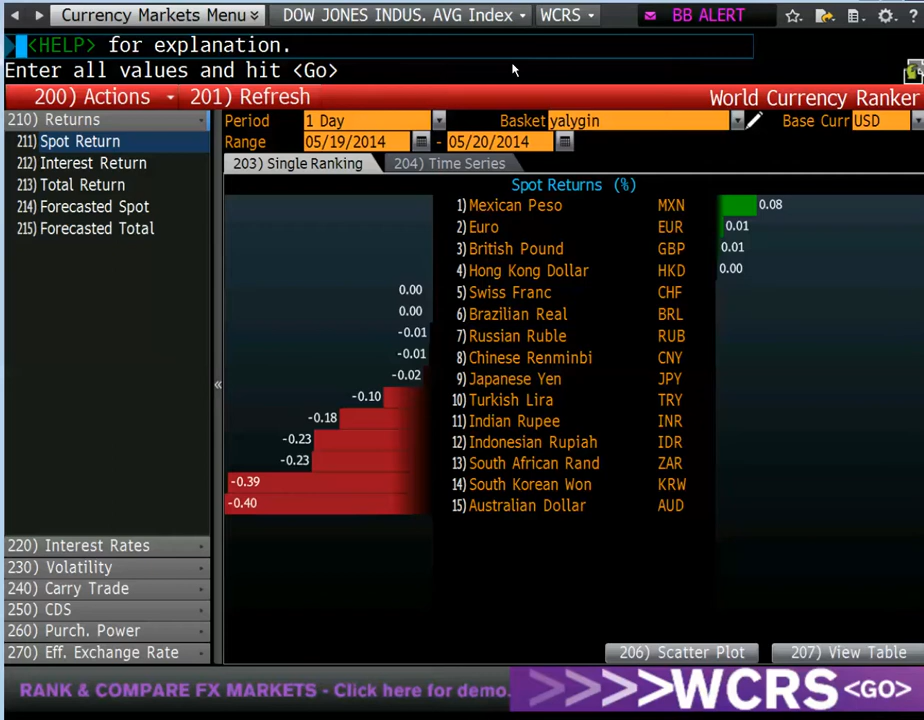 Currency Markets Menu DOW JONES INDUS. AVG Index WCRS BB ALERT ?
<HELP> for explanation.
Enter all values and hit <Go>
200) Actions 201) Refresh World Currency Ranker
210) Returns Period 1 Day Basket yalygin Base Curr USD
211) Spot Return Range 05/19/2014 - 05/20/2014
212) Interest Return 203) Single Ranking 204) Time Series
213) Total Return Spot Returns (%)
214) Forecasted Spot 1) Mexican Peso MXN 0.08
215) Forecasted Total 2) Euro EUR 0.01
3) British Pound GBP 0.01
4) Hong Kong Dollar HKD 0.00
0.00 5) Swiss Franc CHF
0.00 6) Brazilian Real BRL
-0.01 7) Russian Ruble RUB
-0.01 8) Chinese Renminbi CNY
-0.02 9) Japanese Yen JPY
-0.10 10) Turkish Lira TRY
-0.18 11) Indian Rupee INR
-0.23 12) Indonesian Rupiah IDR
-0.23 13) South African Rand ZAR
-0.39 14) South Korean Won KRW
-0.40 15) Australian Dollar AUD
220) Interest Rates
230) Volatility
240) Carry Trade
250) CDS
260) Purch. Power
270) Eff. Exchange Rate 206) Scatter Plot 207) View Table
RANK & COMPARE FX MARKETS - Click here for demo. >>>>>WCRS <GO>